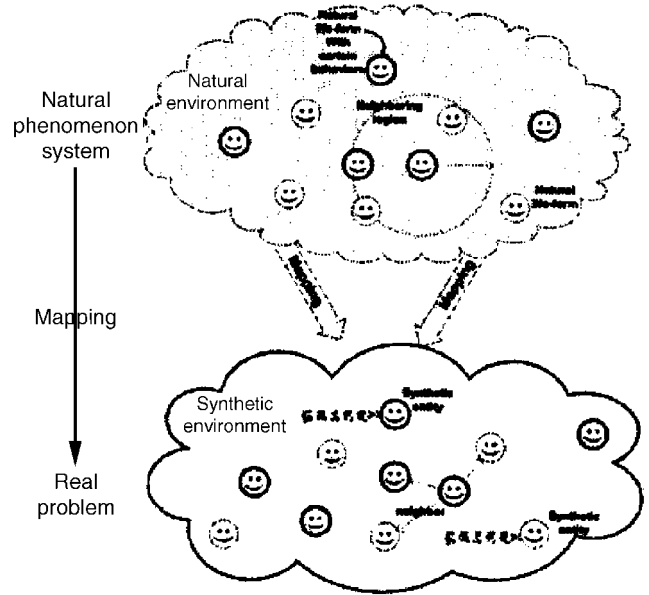 Natural
life-form
with
certain
behaviors
Natural
environment
Neighboring
region
Natural
phenomenon
system
Natural
life-form
Mapping
Mapping
Mapping
Synthetic
environment
Synthetic
entity
Real
problem
neighbor
Synthetic
entity